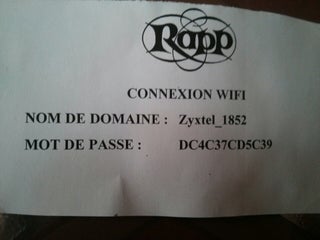 Rapp
CONNEXION WIFI
NOM DE DOMAINE : Zyxtel_1852
MOT DE PASSE : DC4C37CD5C39